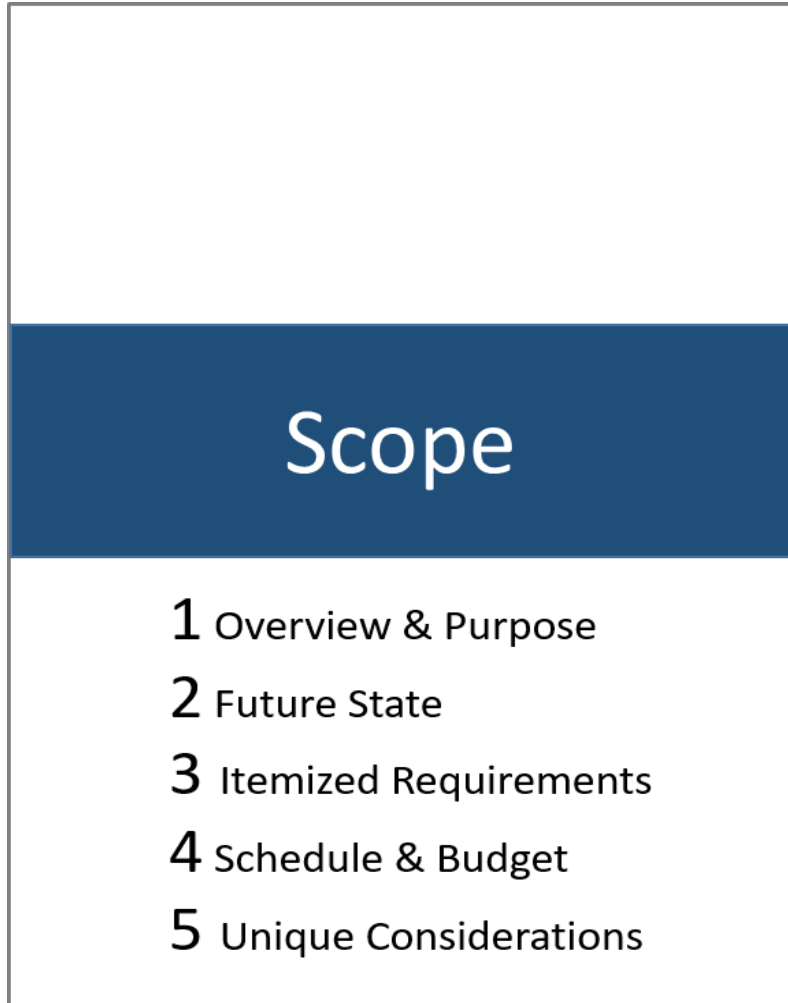 Scope
1 Overview & Purpose
2 Future State
3 Itemized Requirements
4 Schedule & Budget
5 Unique Considerations